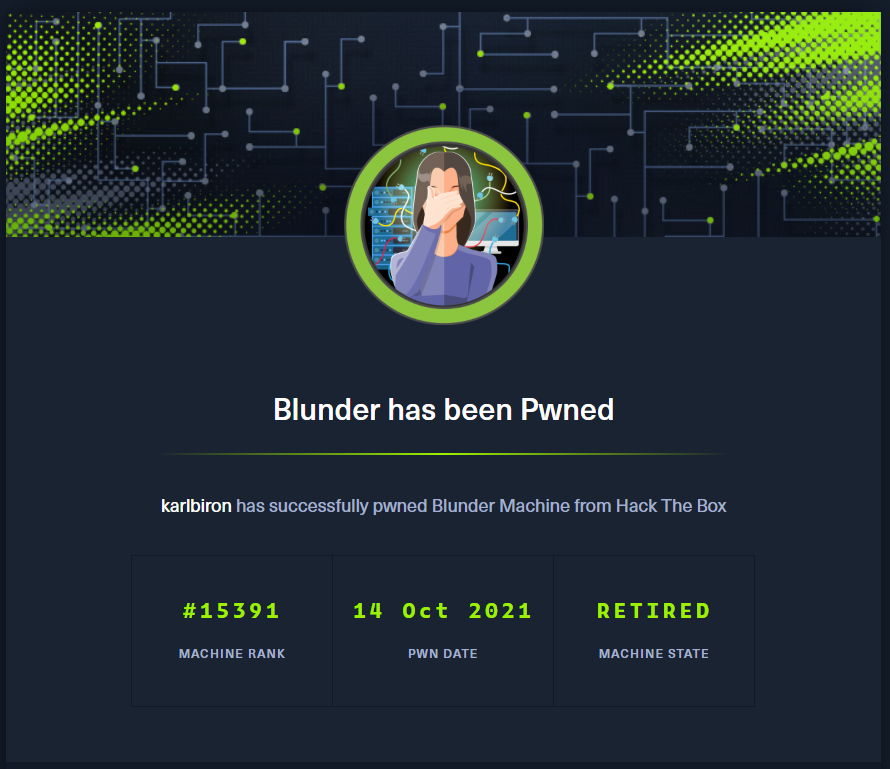 Blunder has been Pwned
karlbiron has successfully pwned Blunder Machine from Hack The Box
#15391
MACHINE RANK
14 Oct 2021
PWN DATE
RETIRED
MACHINE STATE